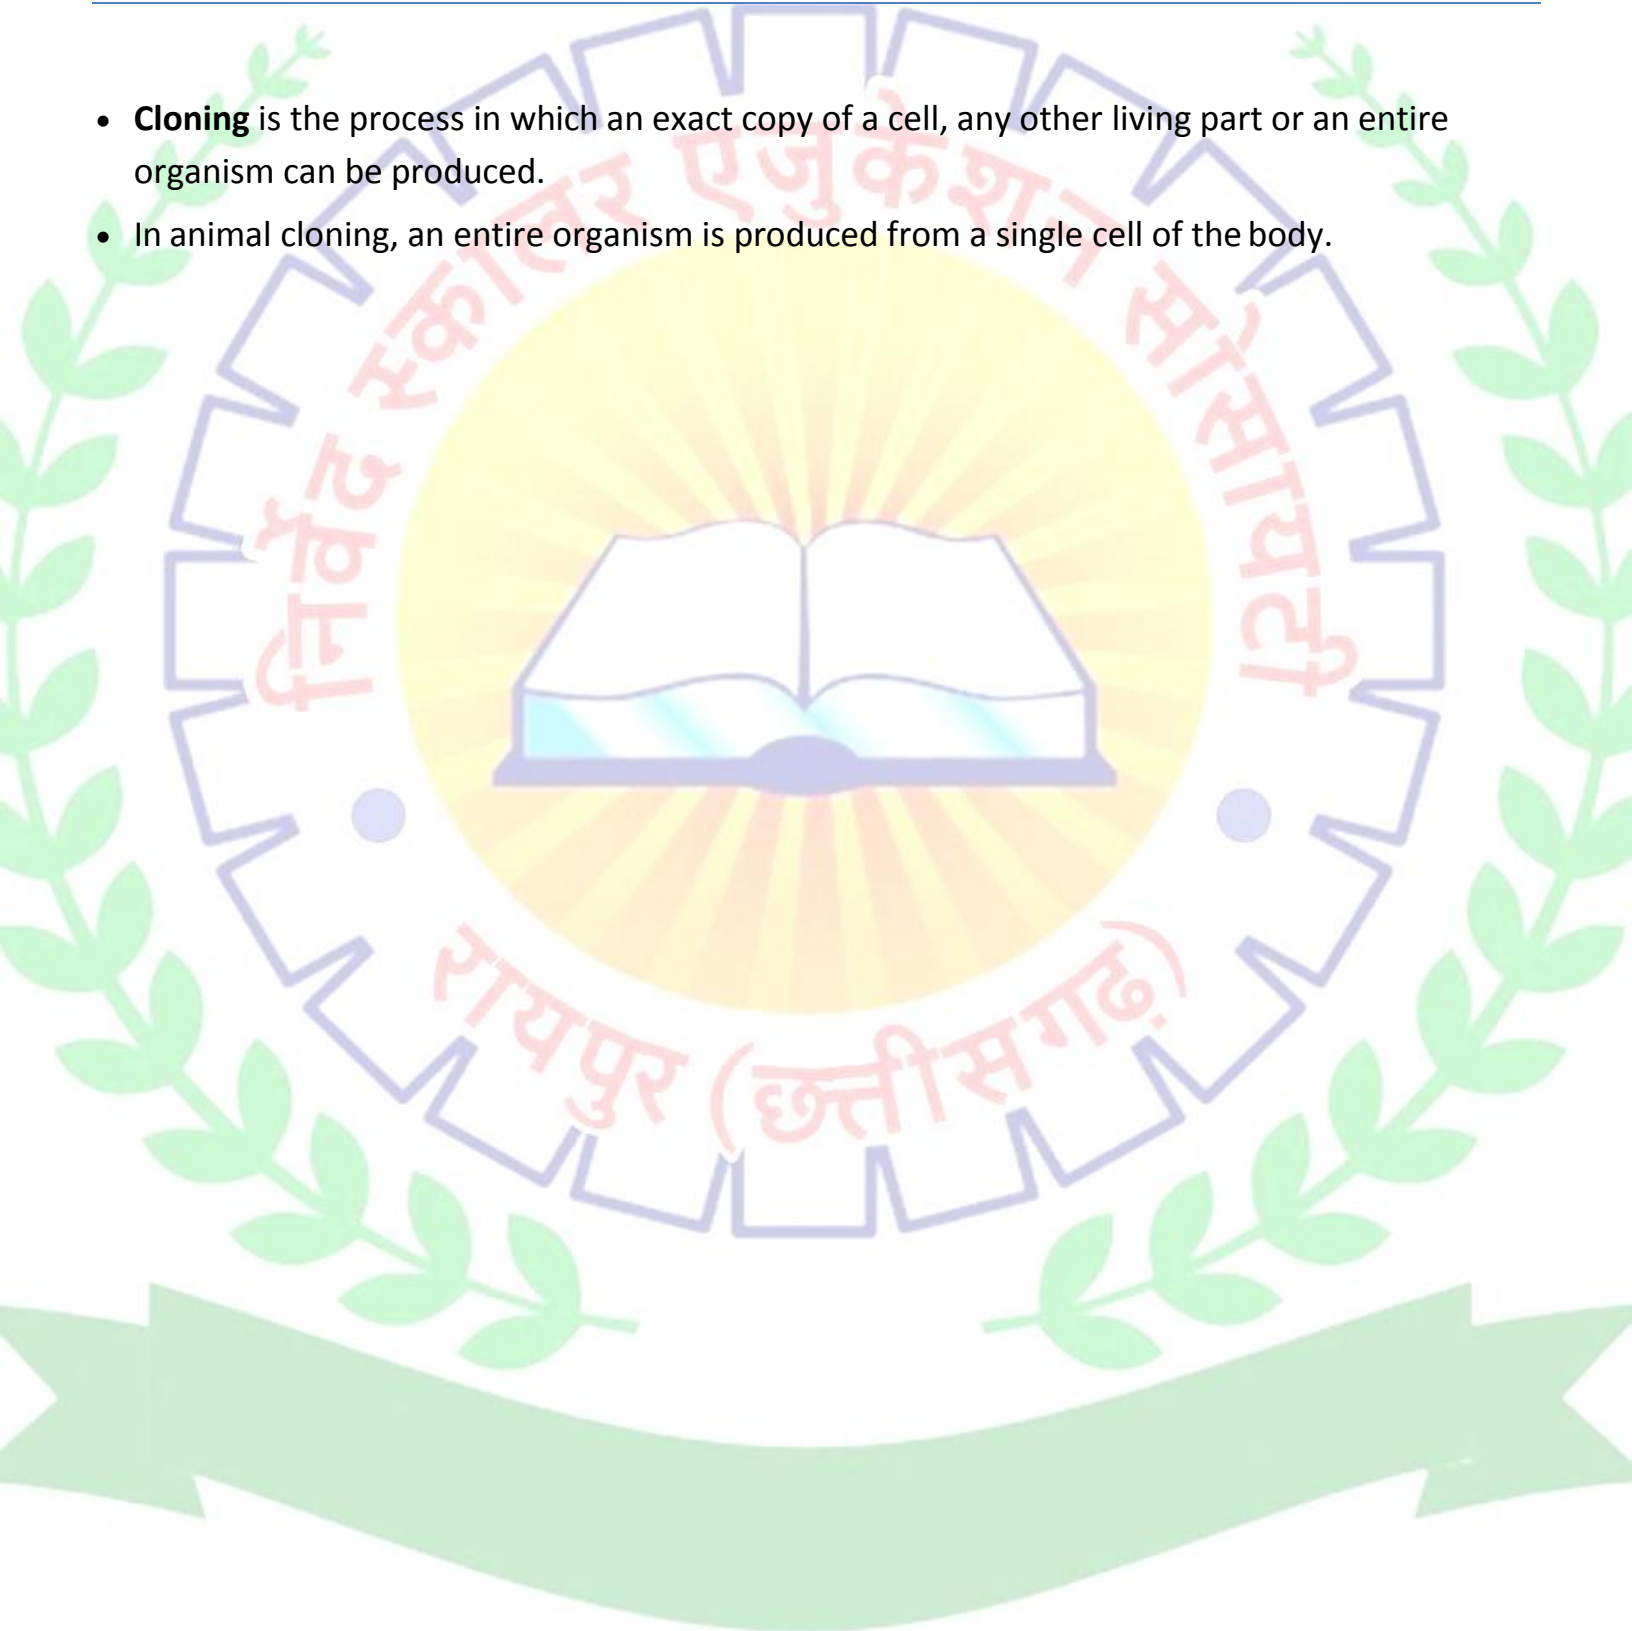 • Cloning is the process in which an exact copy of a cell, any other living part or an entire
organism can be produced.
• In animal cloning, an entire organism is produced from a single cell of the body.
निर्वेद स्कालर एजुकेशन सोसायटी
रायपुर (छत्तीसगढ़)